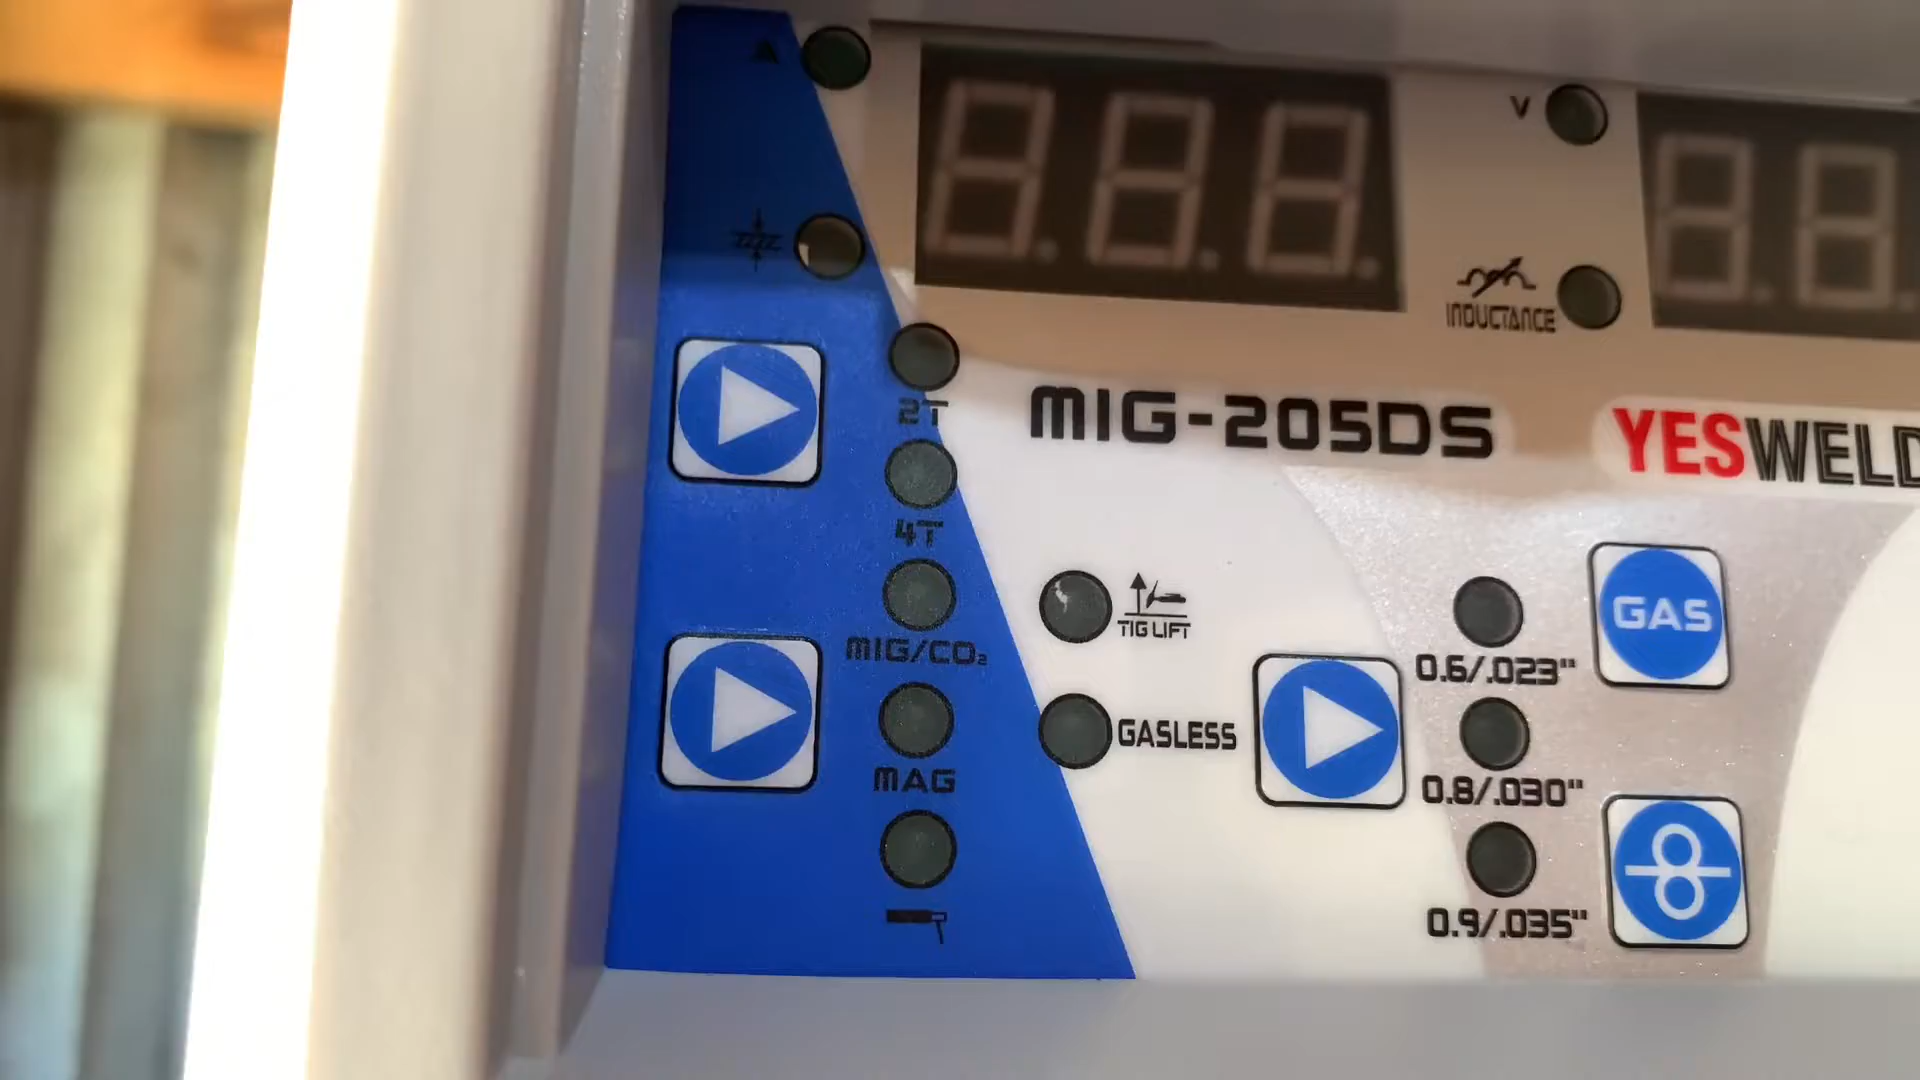 A
V
INDUCTANCE
2T
MIG-205DS
YESWELD
4T
TIG LIFT
GAS
MIG/CO₂
0.6/.023"
GASLESS
MAG
0.8/.030"
0.9/.035"